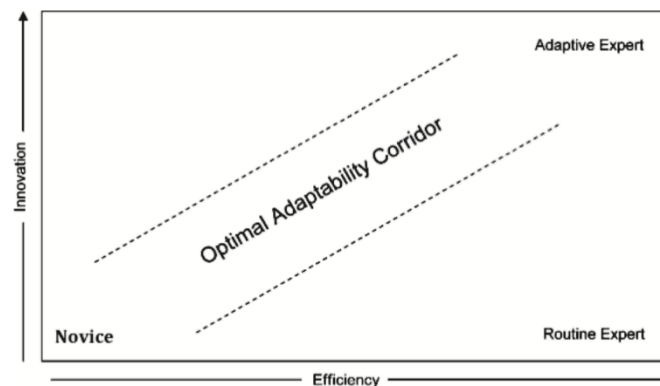 Adaptive Expert
Innovation
Optimal Adaptability Corridor
Novice
Routine Expert
Efficiency